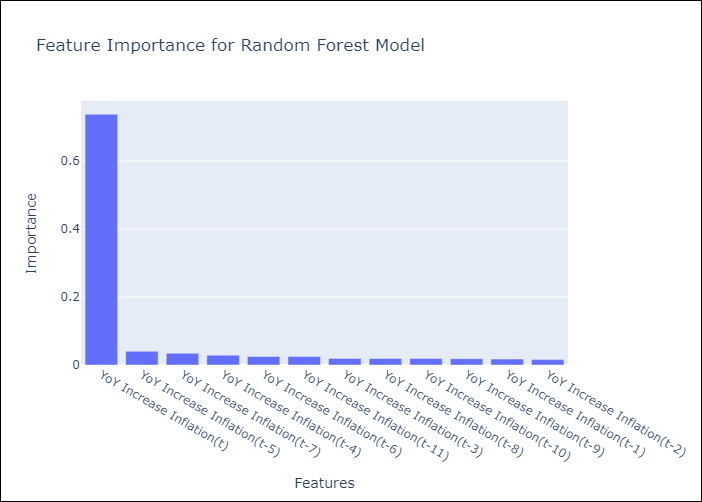 Feature Importance for Random Forest Model
Importance
0.6
0.4
0.2
0
YoY Increase Inflation(t)
YoY Increase Inflation(t-5)
YoY Increase Inflation(t-7)
YoY Increase Inflation(t-4)
YoY Increase Inflation(t-6)
YoY Increase Inflation(t-11)
YoY Increase Inflation(t-3)
YoY Increase Inflation(t-8)
YoY Increase Inflation(t-10)
YoY Increase Inflation(t-9)
YoY Increase Inflation(t-1)
YoY Increase Inflation(t-2)
Features